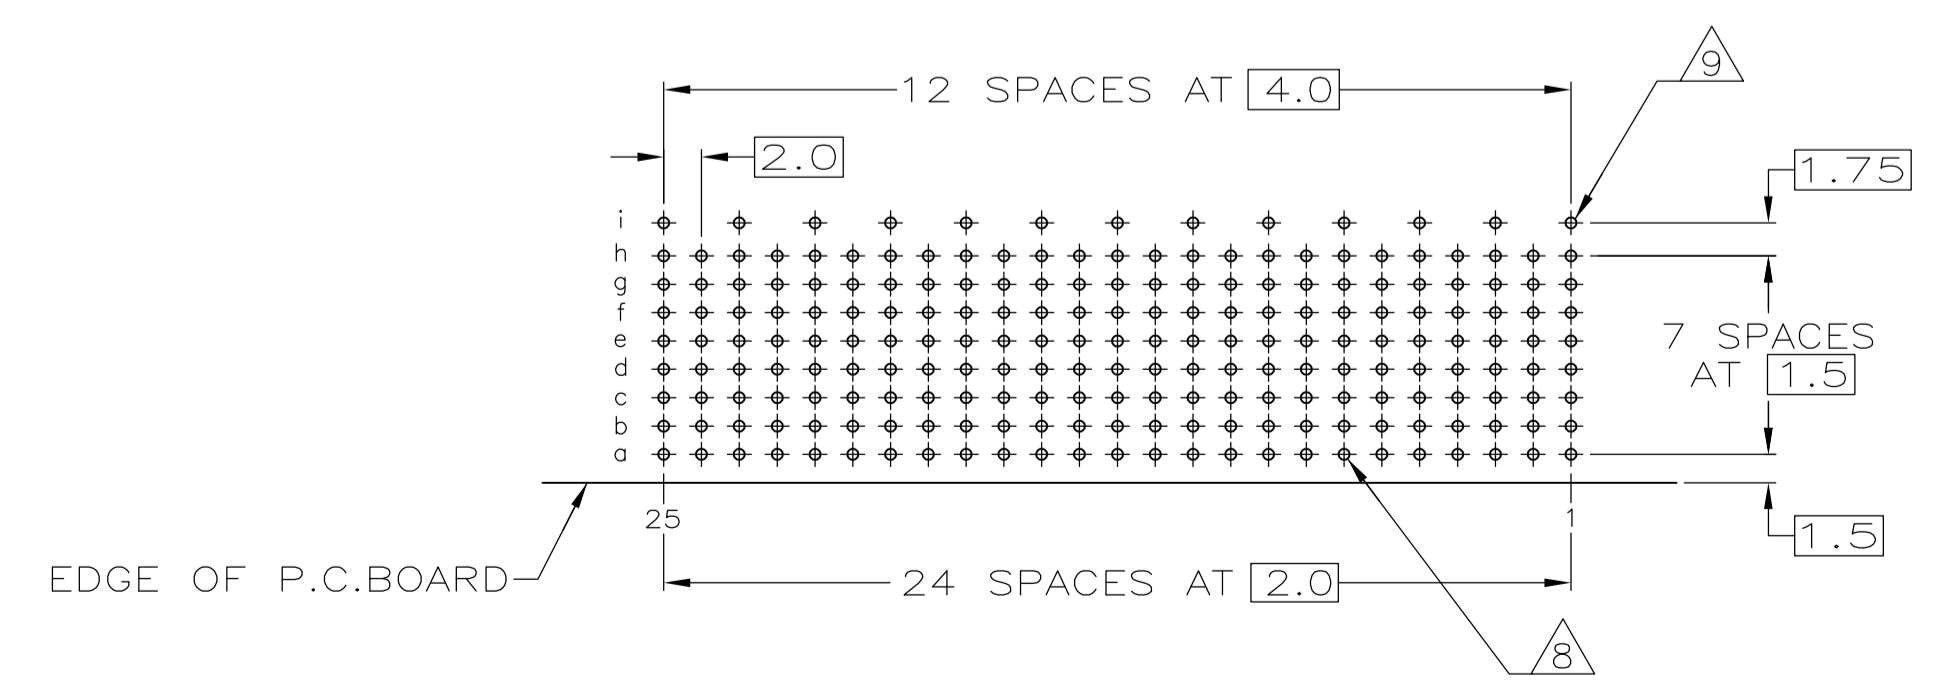 9
12 SPACES AT 4.0
2.0
1.75
i
h
g
f
e
d
c
b
a
7 SPACES
AT 1.5
25
1
1.5
EDGE OF P.C.BOARD
24 SPACES AT 2.0
8